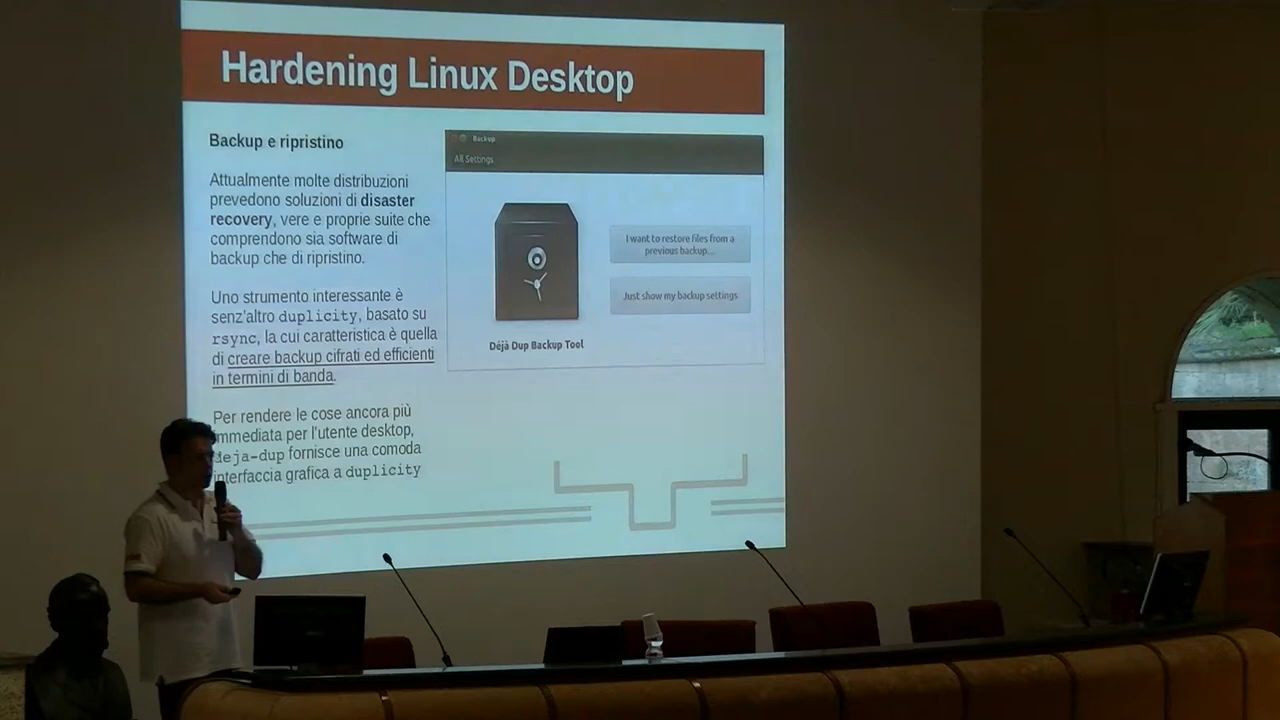 Hardening Linux Desktop
Backup e ripristino
Attualmente molte distribuzioni
prevedono soluzioni di disaster
recovery, vere e proprie suite che
comprendono sia software di
backup che di ripristino.
Uno strumento interessante è
senz'altro duplicity, basato su
rsync, la cui caratteristica è quella
di creare backup cifrati ed efficienti
in termini di banda.
Per rendere le cose ancora più
immediata per l'utente desktop,
deja-dup fornisce una comoda
interfaccia grafica a duplicity
Backup
All Settings
I want to restore files from a
previous backup...
Just show my backup settings
Déjà Dup Backup Tool